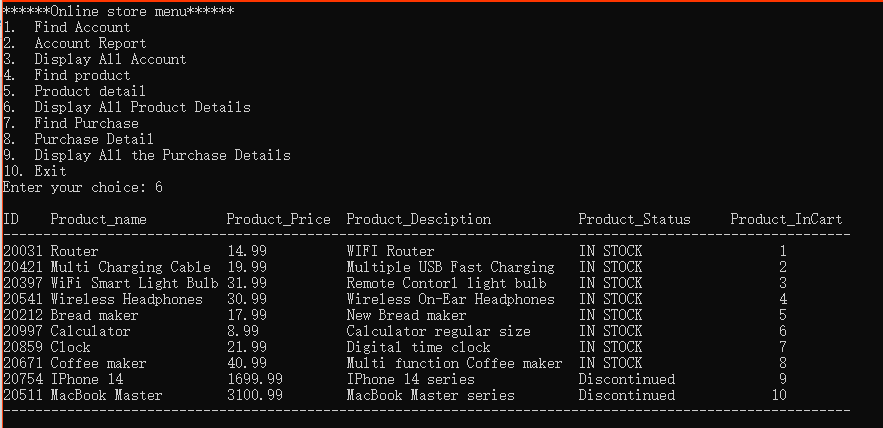 ******Online store menu******
1.  Find Account
2.  Account Report
3.  Display All Account
4.  Find product
5.  Product detail
6.  Display All Product Details
7.  Find Purchase
8.  Purchase Detail
9.  Display All the Purchase Details
10. Exit
Enter your choice: 6
ID    Product_name          Product_Price  Product_Desciption           Product_Status     Product_InCart
----------------------------------------------------------------------------------------------------------
20031 Router                14.99          WIFI Router                  IN STOCK                 1
20421 Multi Charging Cable  19.99          Multiple USB Fast Charging   IN STOCK                 2
20397 WiFi Smart Light Bulb 31.99          Remote Contorl light bulb    IN STOCK                 3
20541 Wireless Headphones   30.99          Wireless On-Ear Headphones   IN STOCK                 4
20212 Bread maker           17.99          New Bread maker              IN STOCK                 5
20997 Calculator            8.99           Calculator regular size      IN STOCK                 6
20859 Clock                 21.99          Digital time clock           IN STOCK                 7
20671 Coffee maker          40.99          Multi function Coffee maker  IN STOCK                 8
20754 IPhone 14             1699.99        IPhone 14 series             Discontinued             9
20511 MacBook Master        3100.99        MacBook Master series        Discontinued            10
----------------------------------------------------------------------------------------------------------